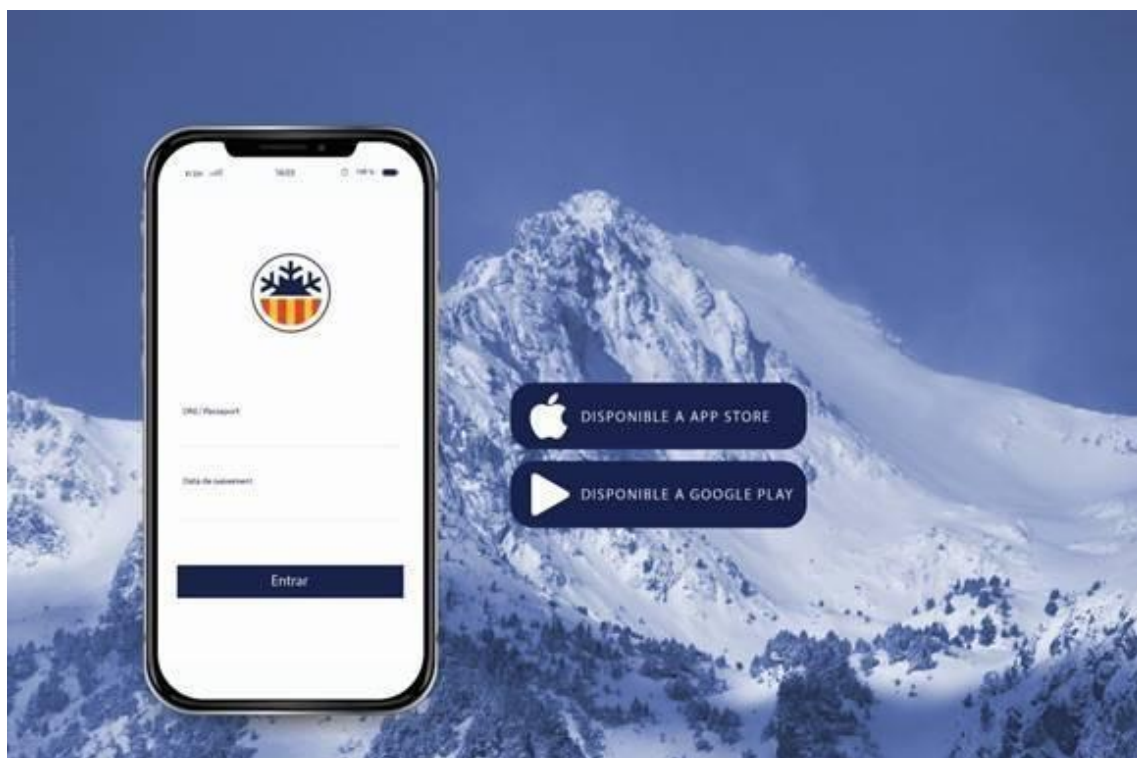 DNI / Passaport
Data de naixement
Entrar
DISPONIBLE A APP STORE
DISPONIBLE A GOOGLE PLAY